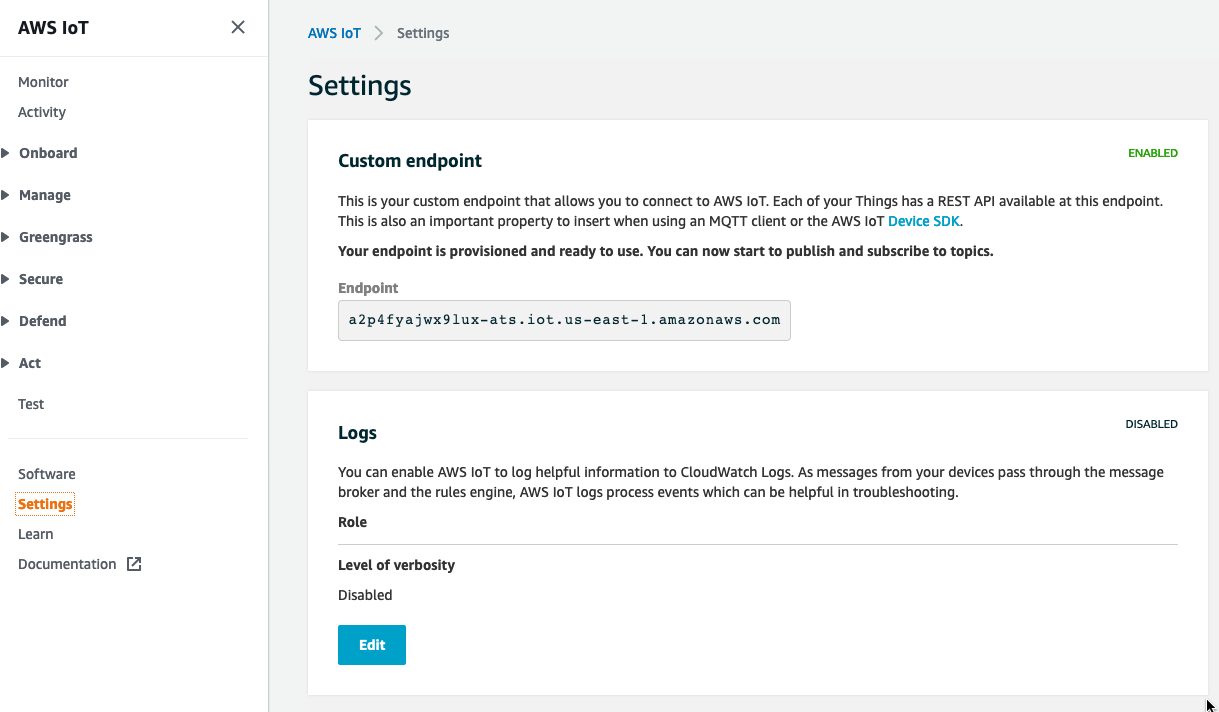 AWS IoT
Monitor
Activity
Onboard
Manage
Greengrass
Secure
Defend
Act
Test
Software
Settings
Learn
Documentation
AWS IoT > Settings
Settings
Custom endpoint
ENABLED
This is your custom endpoint that allows you to connect to AWS IoT. Each of your Things has a REST API available at this endpoint.
This is also an important property to insert when using an MQTT client or the AWS IoT Device SDK.
Your endpoint is provisioned and ready to use. You can now start to publish and subscribe to topics.
Endpoint
a2p4fyajwx9lux-ats.iot.us-east-1.amazonaws.com
Logs
DISABLED
You can enable AWS IoT to log helpful information to CloudWatch Logs. As messages from your devices pass through the message
broker and the rules engine, AWS IoT logs process events which can be helpful in troubleshooting.
Role
Level of verbosity
Disabled
Edit